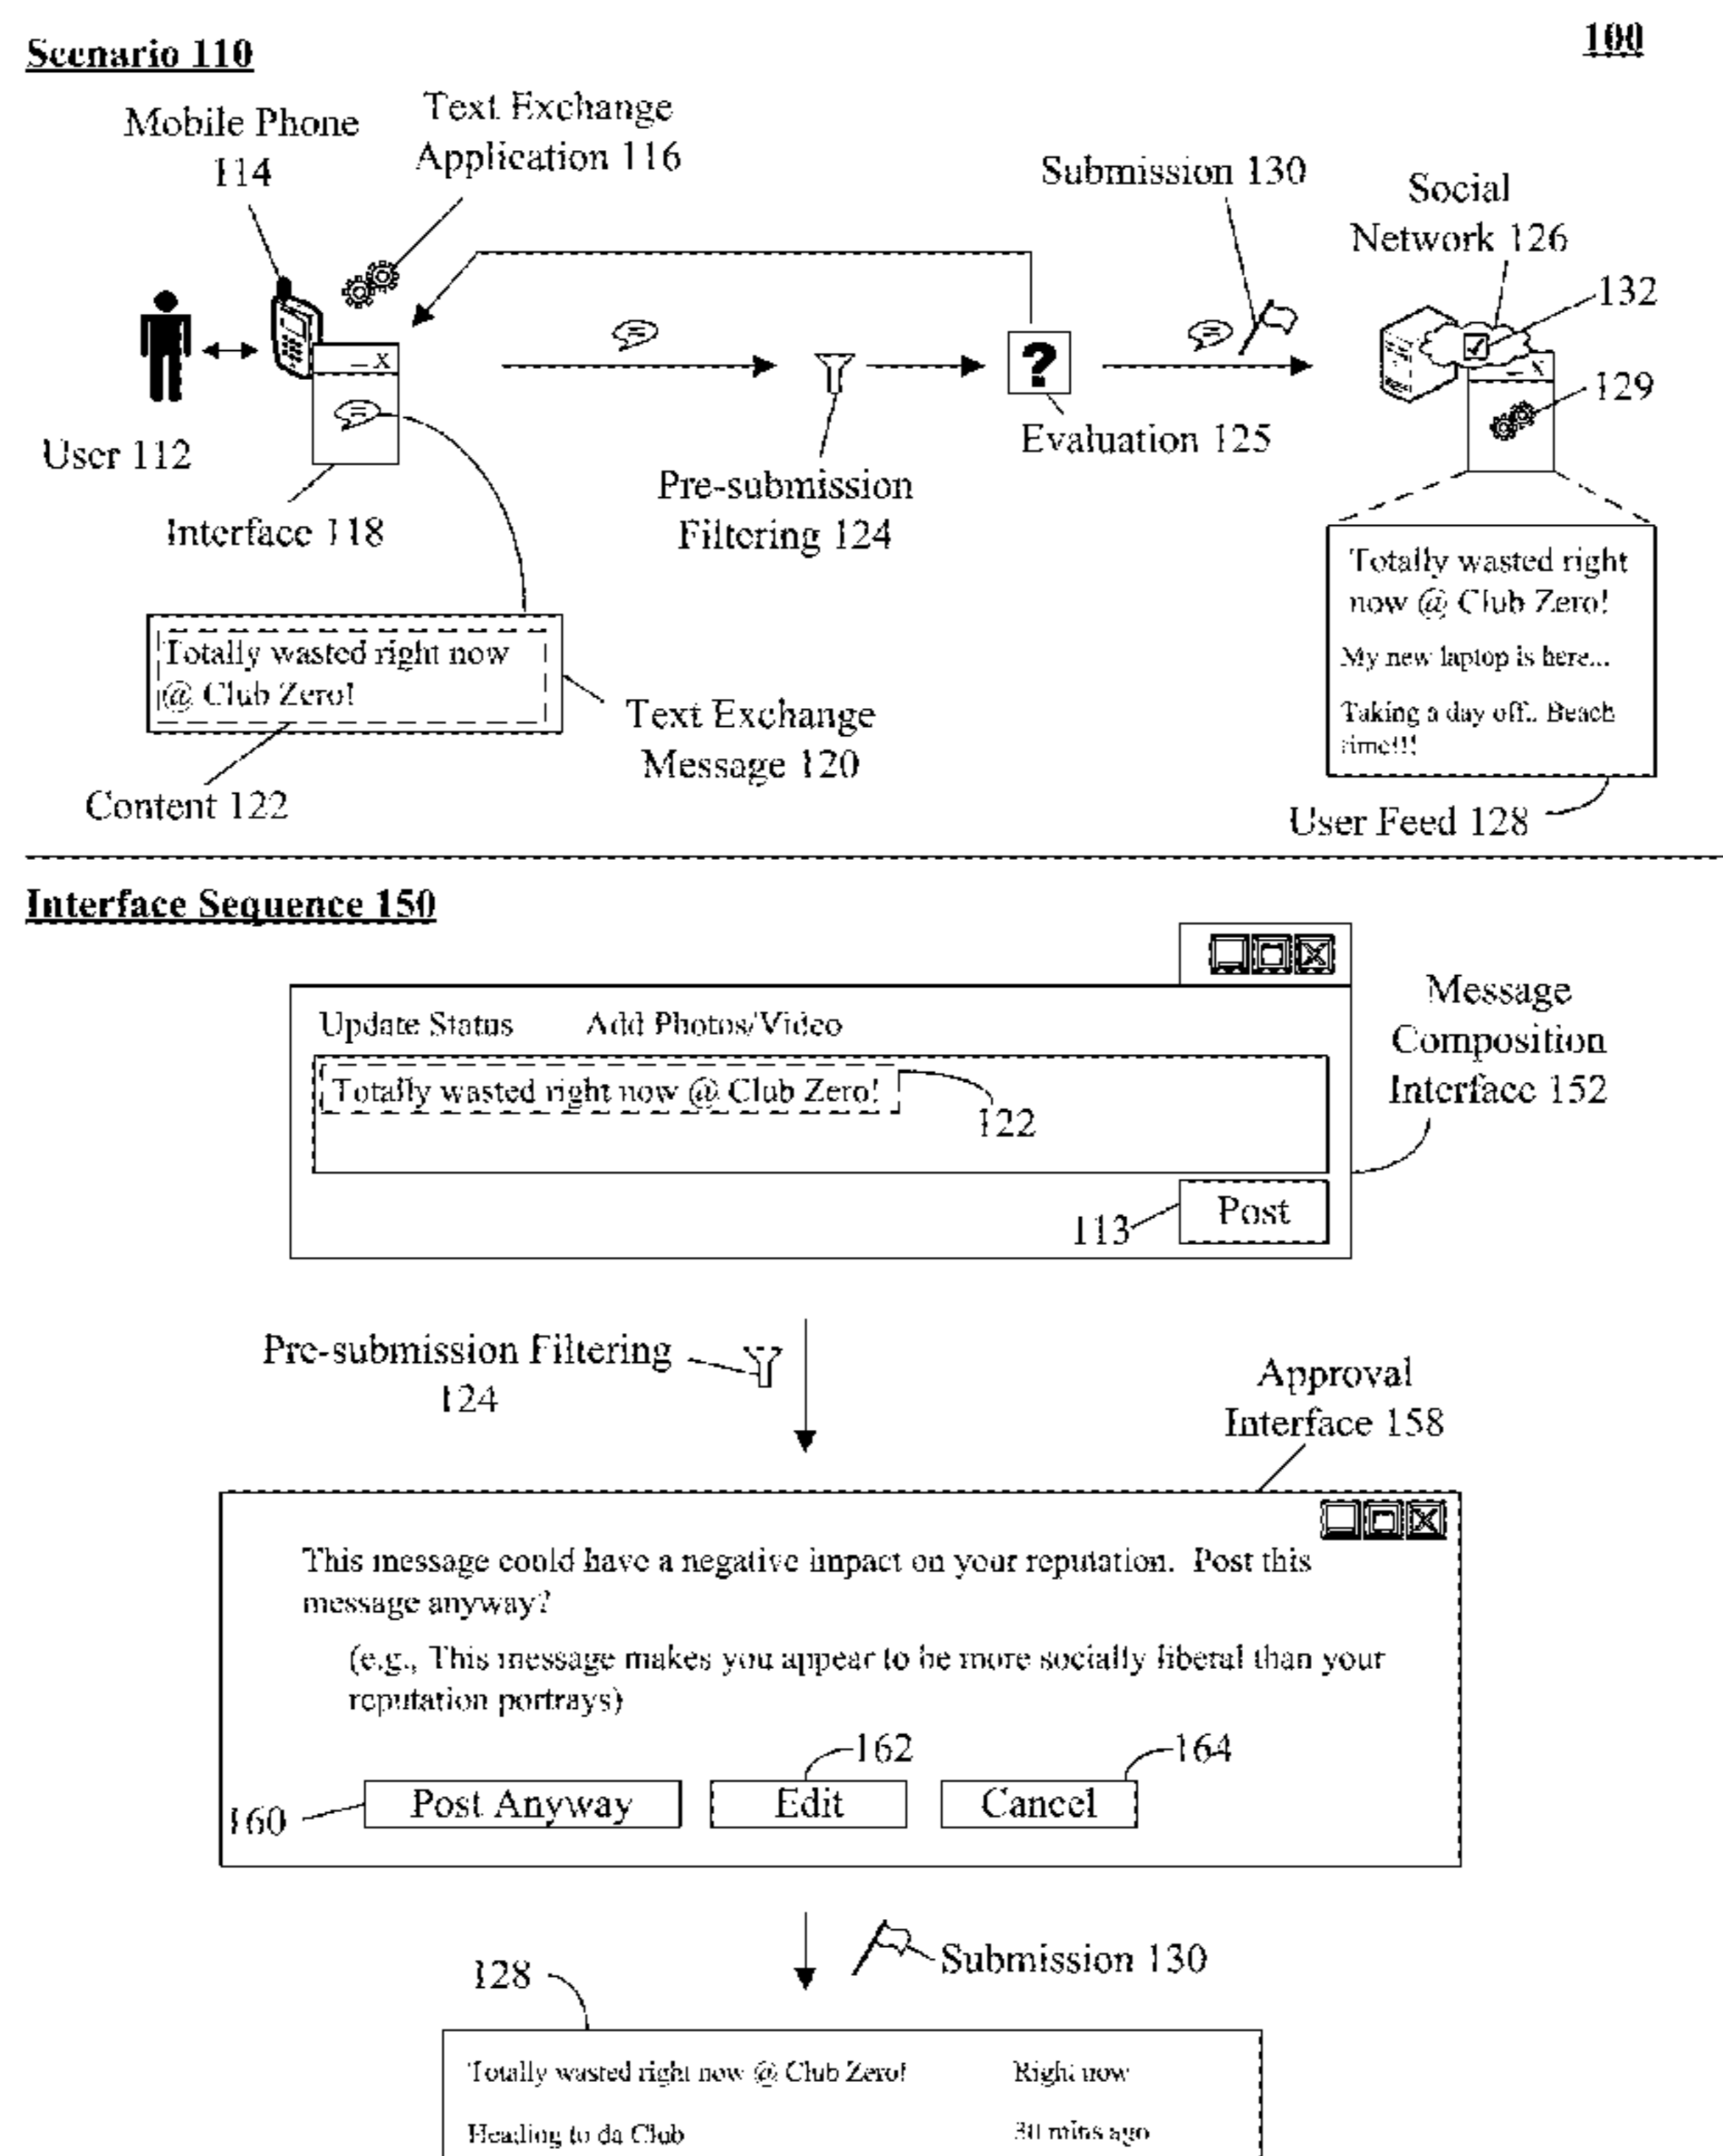 Scenario 110
100
Mobile Phone
114
Text Exchange
Application 116
Submission 130
Social
Network 126
132
129
User 112
Interface 118
Pre-submission
Filtering 124
?
Evaluation 125
Totally wasted right now
@ Club Zero!
Text Exchange
Message 120
Content 122
Totally wasted right
now @ Club Zero!
My new laptop is here...
Taking a day off.. Beach
time!!!
User Feed 128
Interface Sequence 150
Update Status Add Photos/Video
Totally wasted right now @ Club Zero!
122
Message
Composition
Interface 152
113
Post
Pre-submission Filtering
124
Approval
Interface 158
This message could have a negative impact on your reputation. Post this
message anyway?
(e.g., This message makes you appear to be more socially liberal than your
reputation portrays)
162
164
160
Post Anyway Edit Cancel
Submission 130
128
Totally wasted right now @ Club Zero! Right now
Heading to da Club 30 mins ago